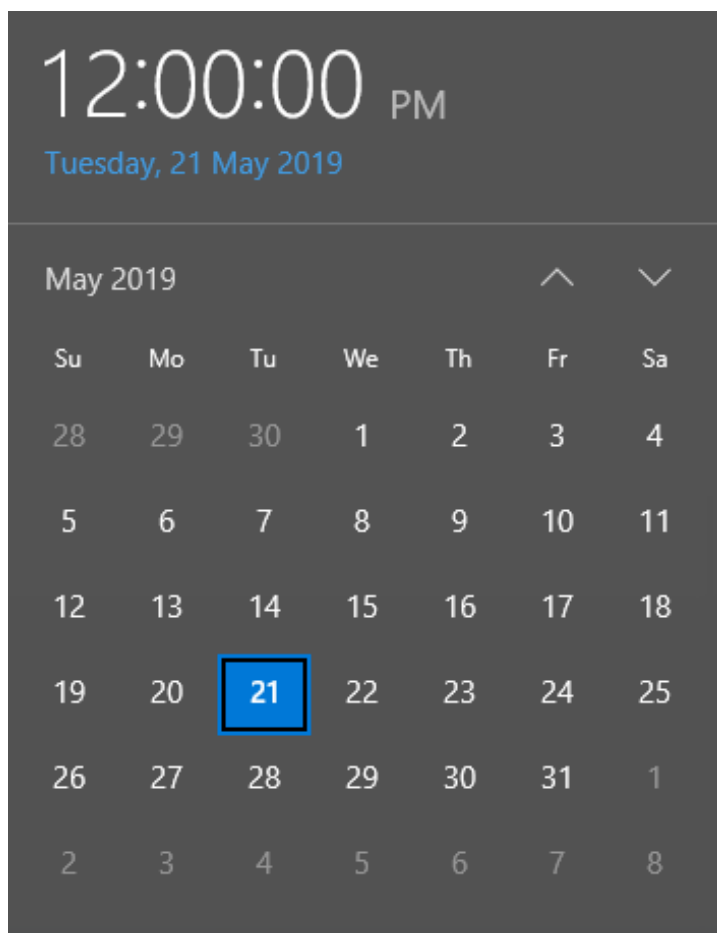 12:00:00 PM
Tuesday, 21 May 2019
May 2019
Su Mo Tu We Th Fr Sa
28 29 30 1 2 3 4
5 6 7 8 9 10 11
12 13 14 15 16 17 18
19 20 21 22 23 24 25
26 27 28 29 30 31 1
2 3 4 5 6 7 8